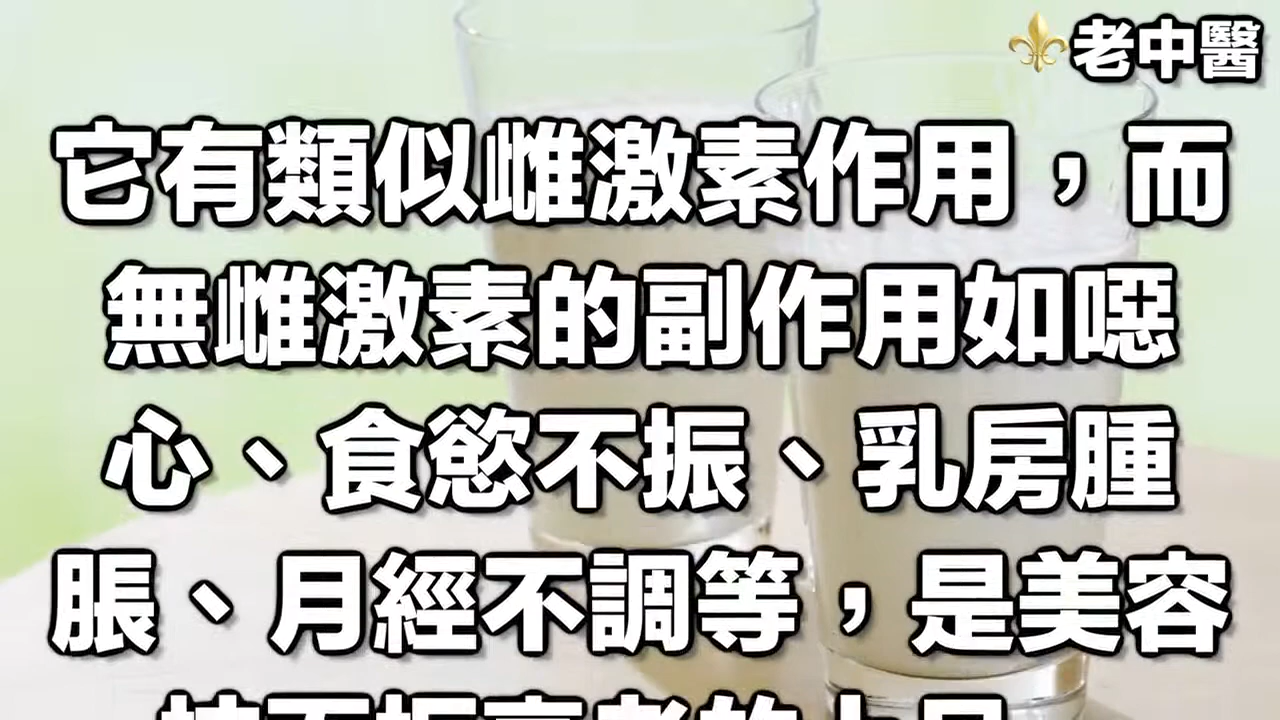 老中醫
它有類似雌激素作用，而
無雌激素的副作用如噁
心、食慾不振、乳房腫
脹、月經不調等，是美容